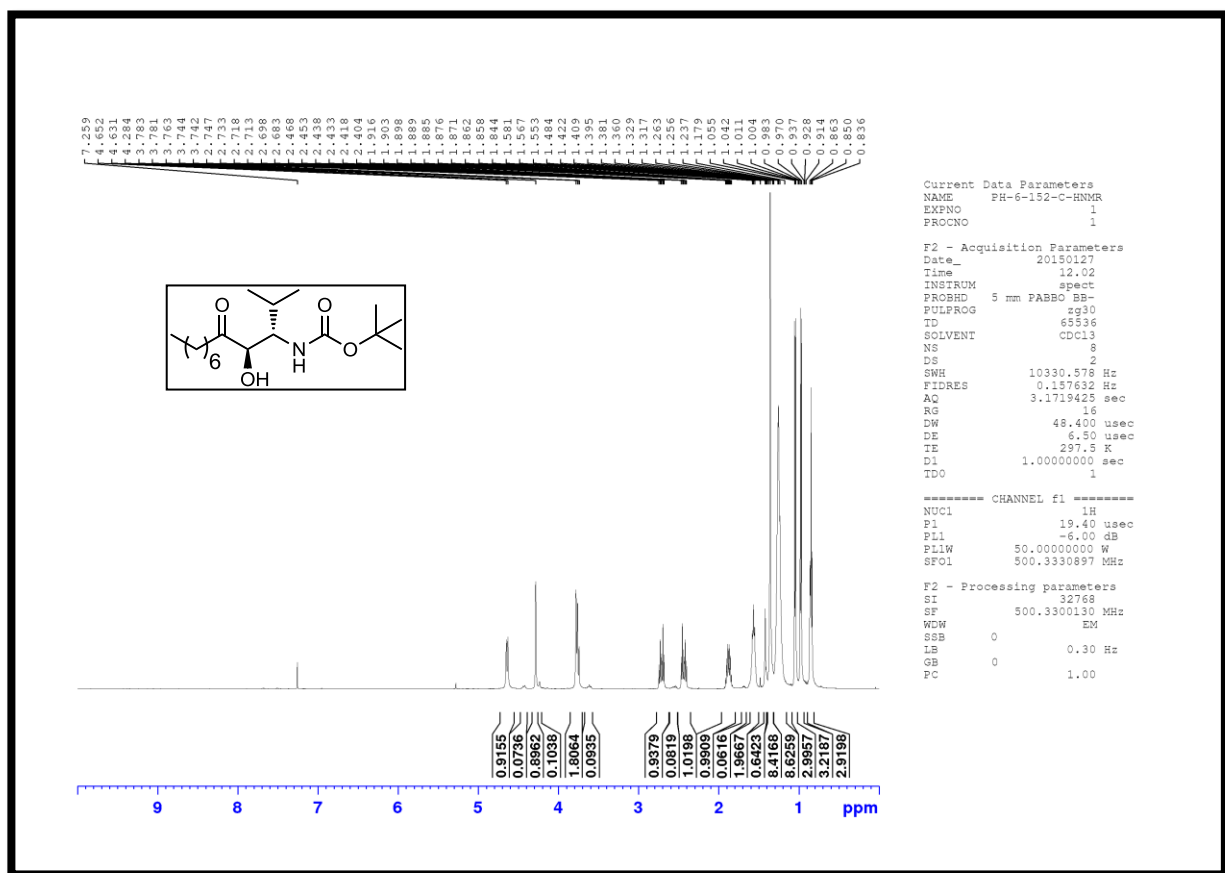 7.259 4.652 4.631 4.284 3.783 3.781 3.763 3.744 3.742 2.747 2.733 2.718 2.713 2.698 2.683 2.468 2.453 2.438 2.433 2.418 2.404 1.916 1.903 1.898 1.889 1.885 1.876 1.871 1.862 1.858 1.844 1.581 1.567 1.553 1.484 1.422 1.409 1.395 1.381 1.360 1.329 1.317 1.263 1.256 1.237 1.179 1.055 1.042 1.011 1.004 0.983 0.970 0.937 0.928 0.914 0.863 0.850 0.836
O
O
6
N
O
OH
H
Current Data Parameters
NAME PH-6-152-C-HNMR
EXPNO 1
PROCNO 1
F2 - Acquisition Parameters
Date_ 20150127
Time 12.02
INSTRUM spect
PROBHD 5 mm PABBO BB-
PULPROG zg30
TD 65536
SOLVENT CDCl3
NS 8
DS 2
SWH 10330.578 Hz
FIDRES 0.157632 Hz
AQ 3.1719425 sec
RG 16
DW 48.400 usec
DE 6.50 usec
TE 297.5 K
D1 1.00000000 sec
TD0 1
======== CHANNEL f1 ========
NUC1 1H
P1 19.40 usec
PL1 -6.00 dB
PL1W 50.00000000 W
SFO1 500.3330897 MHz
F2 - Processing parameters
SI 32768
SF 500.3300130 MHz
WDW EM
SSB 0
LB 0.30 Hz
GB 0
PC 1.00
0.9155 0.0736 0.8962 0.1038 1.8064 0.0935 0.9379 0.0819 1.0198 0.9909 0.0616 1.9667 0.6423 8.4168 8.6259 2.9957 3.2187 2.9198
9 8 7 6 5 4 3 2 1 ppm